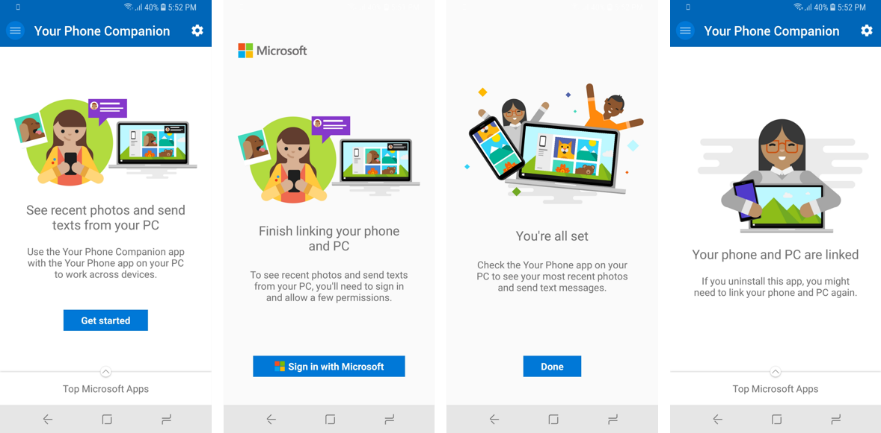 40% 5:52 PM
Your Phone Companion
See recent photos and send
texts from your PC
Use the Your Phone Companion app
with the Your Phone app on your PC
to work across devices.
Get started
Top Microsoft Apps
Microsoft
Finish linking your phone
and PC
To see recent photos and send texts
from your PC, you'll need to sign in
and allow a few permissions.
Sign in with Microsoft
You're all set
Check the Your Phone app on your
PC to see your most recent photos
and send text messages.
Done
40% 5:52 PM
Your Phone Companion
Your phone and PC are linked
If you uninstall this app, you might
need to link your phone and PC again.
Top Microsoft Apps